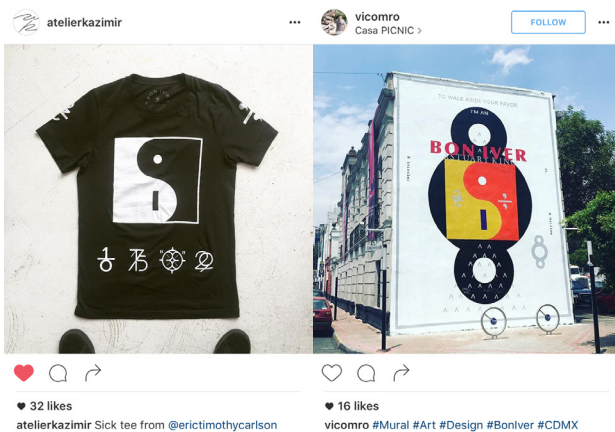 atelierkazimir
32 likes
atelierkazimir Sick tee from @erictimothycarlson
vicomro
Casa PICNIC >
FOLLOW
TO WALK ASIDE YOUR FAVOR
I'M AN
BON IVER
16 likes
vicomro #Mural #Art #Design #BonIver #CDMX